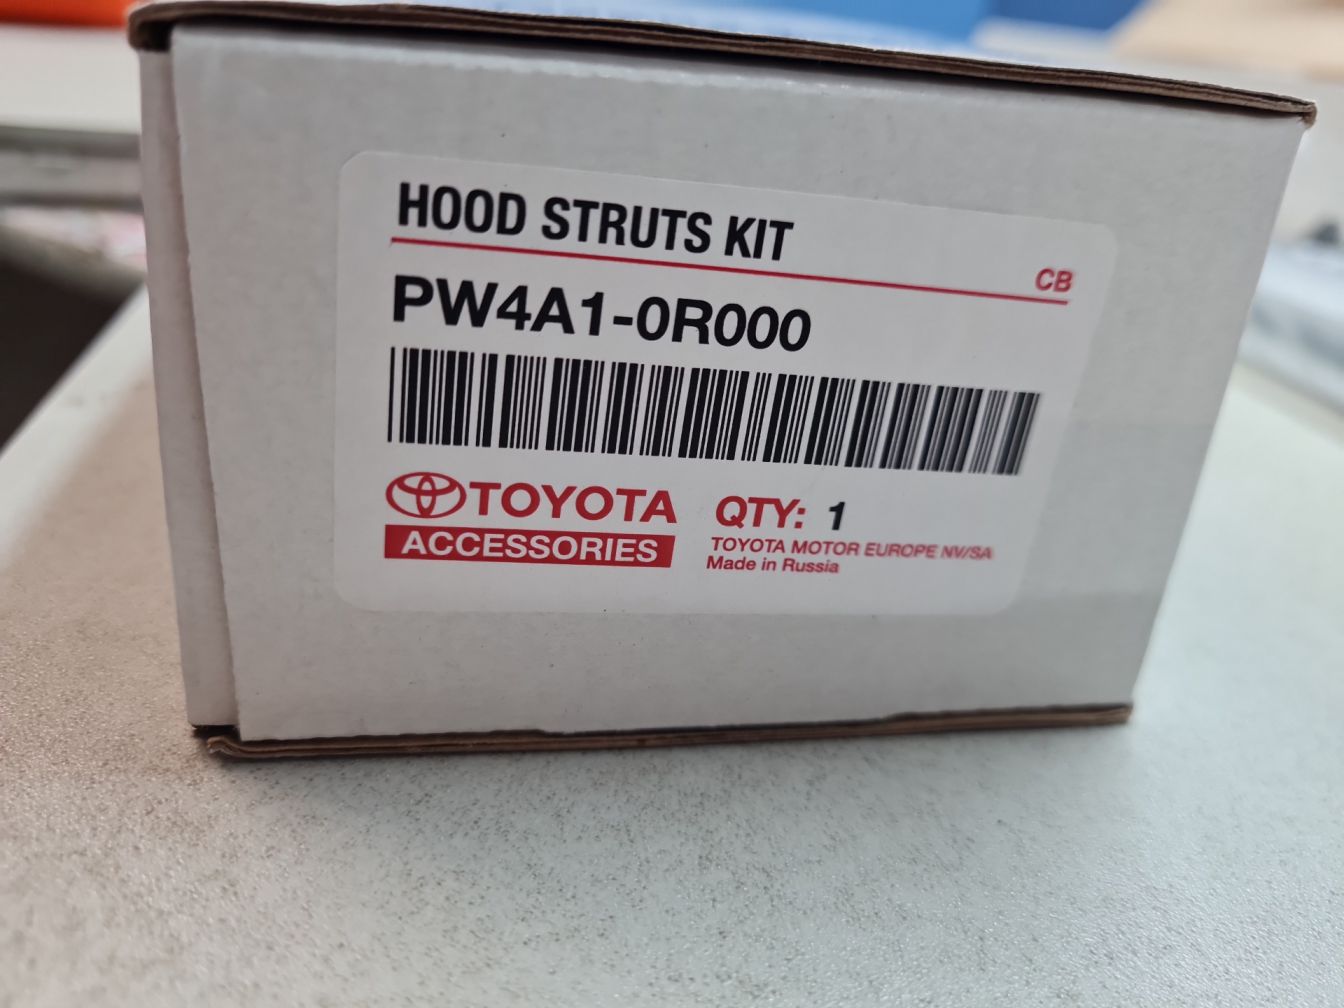 HOOD STRUTS KIT
CB
PW4A1-0R000
TOYOTA
ACCESSORIES
QTY: 1
TOYOTA MOTOR EUROPE NV/SA
Made in Russia